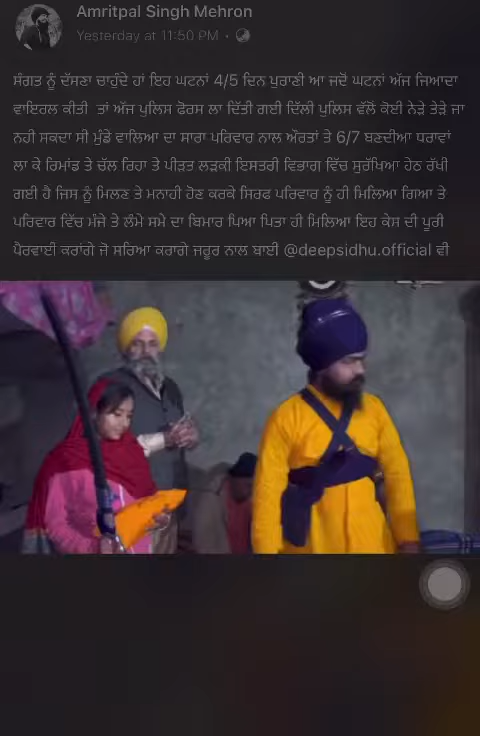 Amritpal Singh Mehron
Yesterday at 11:50 PM ·
ਸੰਗਤ ਨੂੰ ਦੱਸਣਾ ਚਾਹੁੰਦੇ ਹਾਂ ਇਹ ਘਟਨਾਂ 4/5 ਦਿਨ ਪੁਰਾਣੀ ਆ ਜਦੋਂ ਘਟਨਾਂ ਅੱਜ ਜਿਆਦਾ
ਵਾਇਰਲ ਕੀਤੀ ਤਾਂ ਅੱਜ ਪੁਲਿਸ ਫੋਰਸ ਲਾ ਦਿੱਤੀ ਗਈ ਦਿੱਲੀ ਪੁਲਿਸ ਵੱਲੋਂ ਕੋਈ ਨੇੜੇ ਤੇੜੇ ਜਾ
ਨਹੀ ਸਕਦਾ ਸੀ ਮੁੰਡੇ ਵਾਲਿਆ ਦਾ ਸਾਰਾ ਪਰਿਵਾਰ ਨਾਲ ਔਰਤਾਂ ਤੇ 6/7 ਬਣਦੀਆ ਧਰਾਵਾਂ
ਲਾ ਕੇ ਰਿਮਾਂਡ ਤੇ ਚੱਲ ਰਿਹਾ ਤੇ ਪੀੜਤ ਲੜਕੀ ਇਸਤਰੀ ਵਿਭਾਗ ਵਿੱਚ ਸੁਰੱਖਿਆ ਹੇਠ ਰੱਖੀ
ਗਈ ਹੈ ਜਿਸ ਨੂੰ ਮਿਲਣ ਤੇ ਮਨਾਹੀ ਹੋਣ ਕਰਕੇ ਸਿਰਫ ਪਰਿਵਾਰ ਨੂੰ ਹੀ ਮਿਲਿਆ ਗਿਆ ਤੇ
ਪਰਿਵਾਰ ਵਿੱਚ ਮੰਜੇ ਤੇ ਲੰਮੇ ਸਮੇ ਦਾ ਬਿਮਾਰ ਪਿਆ ਪਿਤਾ ਹੀ ਮਿਲਿਆ ਇਹ ਕੇਸ ਦੀ ਪੂਰੀ
ਪੈਰਵਾਈ ਕਰਾਂਗੇ ਜੋ ਸਰਿਆ ਕਰਾਗੇ ਜਰੂਰ ਨਾਲ ਬਾਈ @deepsidhu.official ਵੀ